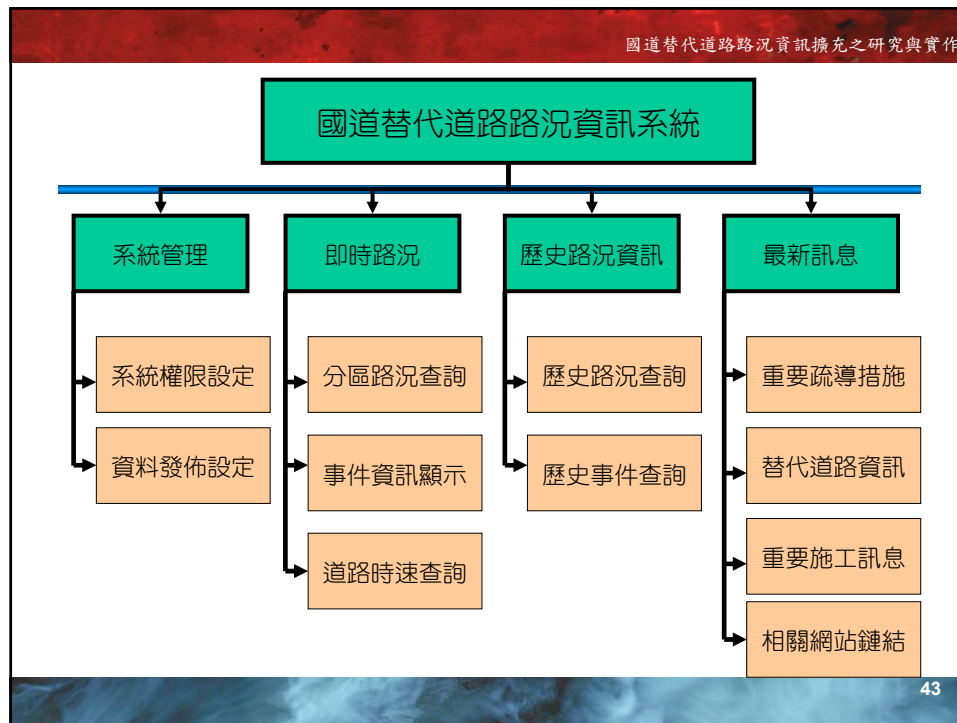 國道替代道路路況資訊擴充之研究與實作
國道替代道路路況資訊系統
系統管理
即時路況
歷史路況資訊
最新訊息
系統權限設定
分區路況查詢
歷史路況查詢
重要疏導措施
資料發佈設定
事件資訊顯示
歷史事件查詢
替代道路資訊
道路時速查詢
重要施工訊息
相關網站鏈結
43